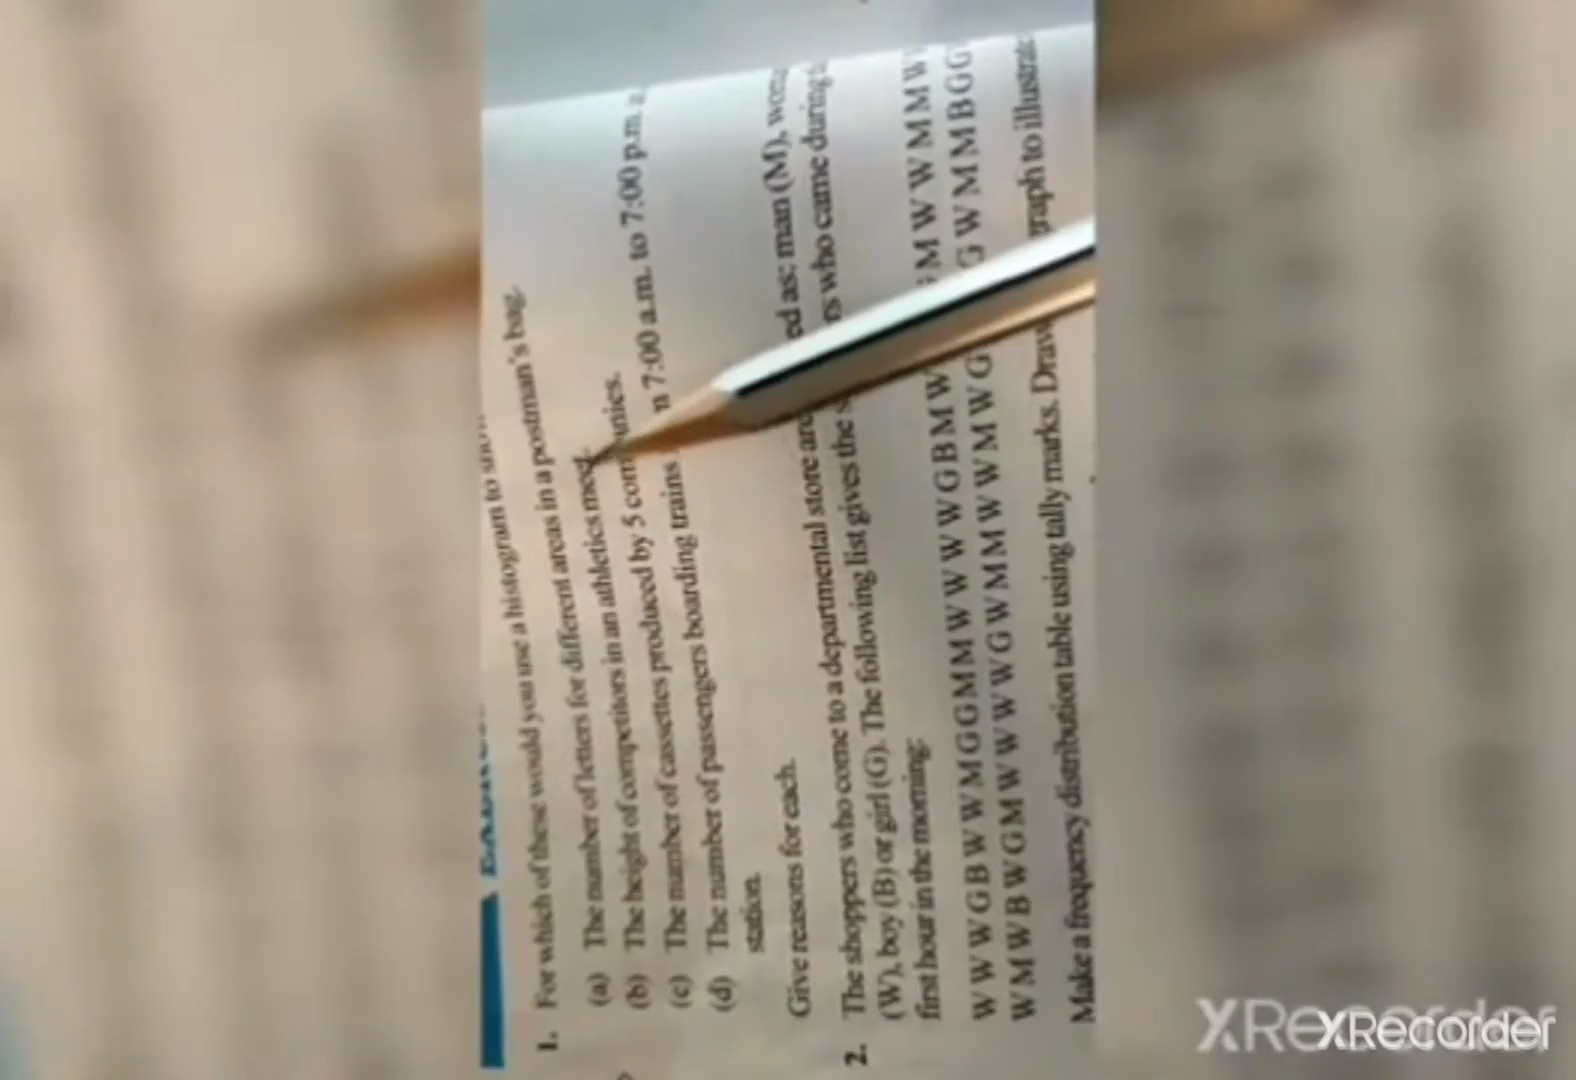 1. For which of these would you use a histogram to show
(a) The number of letters for different areas in a postman's bag.
(b) The height of competitors in an athletics meet.
(c) The number of cassettes produced by 5 companies.
(d) The number of passengers boarding trains 7:00 a.m. to 7:00 p.m.
station.
Give reasons for each.
2. The shoppers who come to a departmental store are ed as: man (M),
(W), boy (B) or girl (G). The following list gives the who came during
first hour in the morning:
W W G B W W M G G M M W W W W G B M W M W W M M W
W M W B W G M W W W W G W M M W W M W G W M M B G G
Make a frequency distribution table using tally marks. Draw graph to
XRecorder
XRecorder